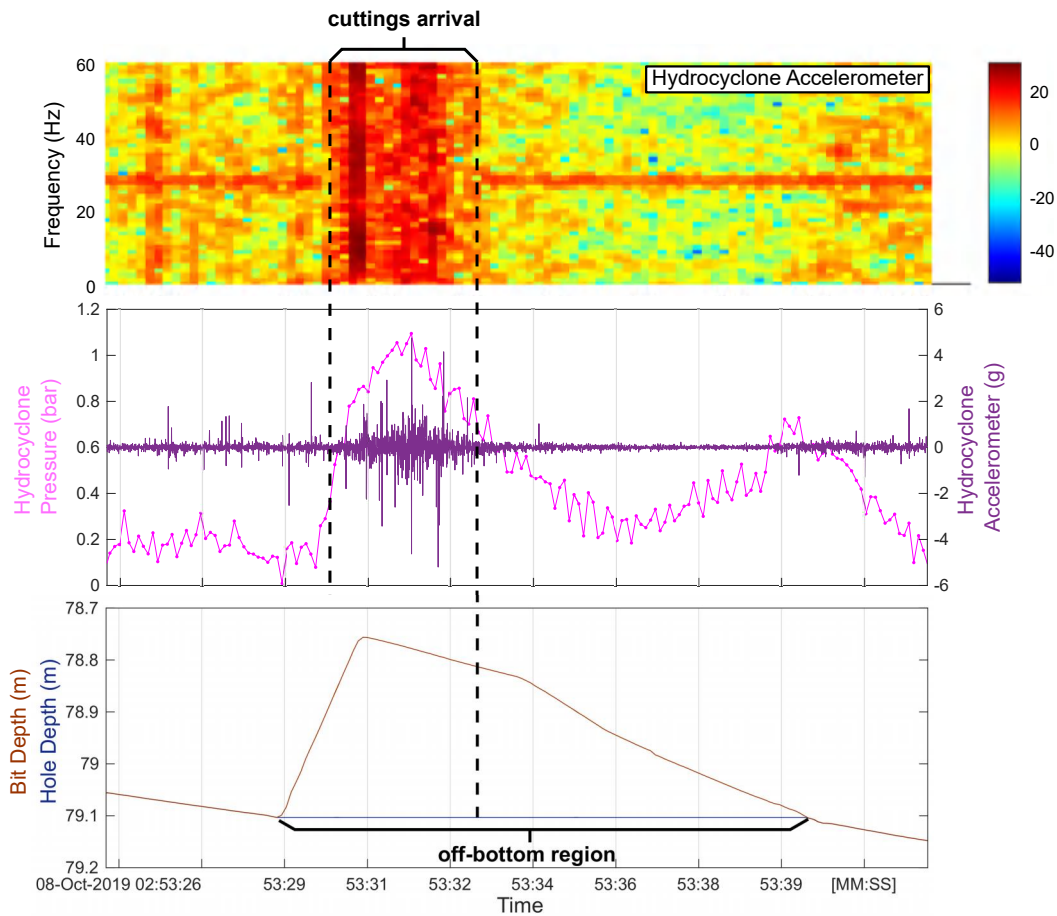 cuttings arrival
60
Hydrocyclone Accelerometer
40
20
0
Frequency (Hz)
20
0
-20
-40
1.2
1
0.8
0.6
0.4
0.2
0
Hydrocyclone
Pressure (bar)
6
4
2
0
-2
-4
-6
Hydrocyclone
Accelerometer (g)
78.7
78.8
78.9
79
79.1
79.2
Bit Depth (m)
Hole Depth (m)
off-bottom region
08-Oct-2019 02:53:26 53:29 53:31 53:32 53:34 53:36 53:38 53:39 [MM:SS]
Time